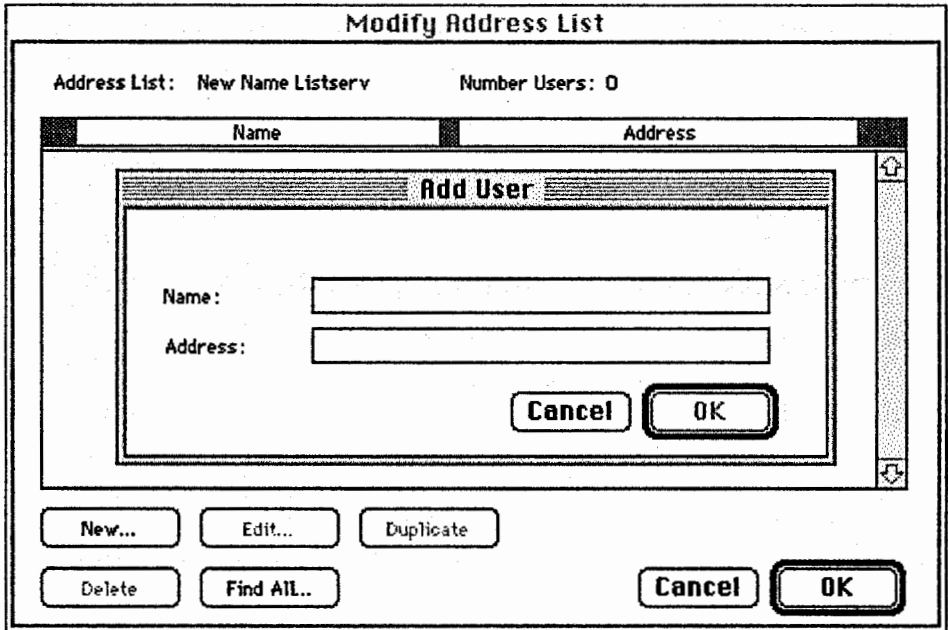 Modify Address List
Address List: New Name Listserv Number Users: 0
Name Address
Add User
Name:
Address:
Cancel OK
New... Edit... Duplicate
Delete Find All... Cancel OK